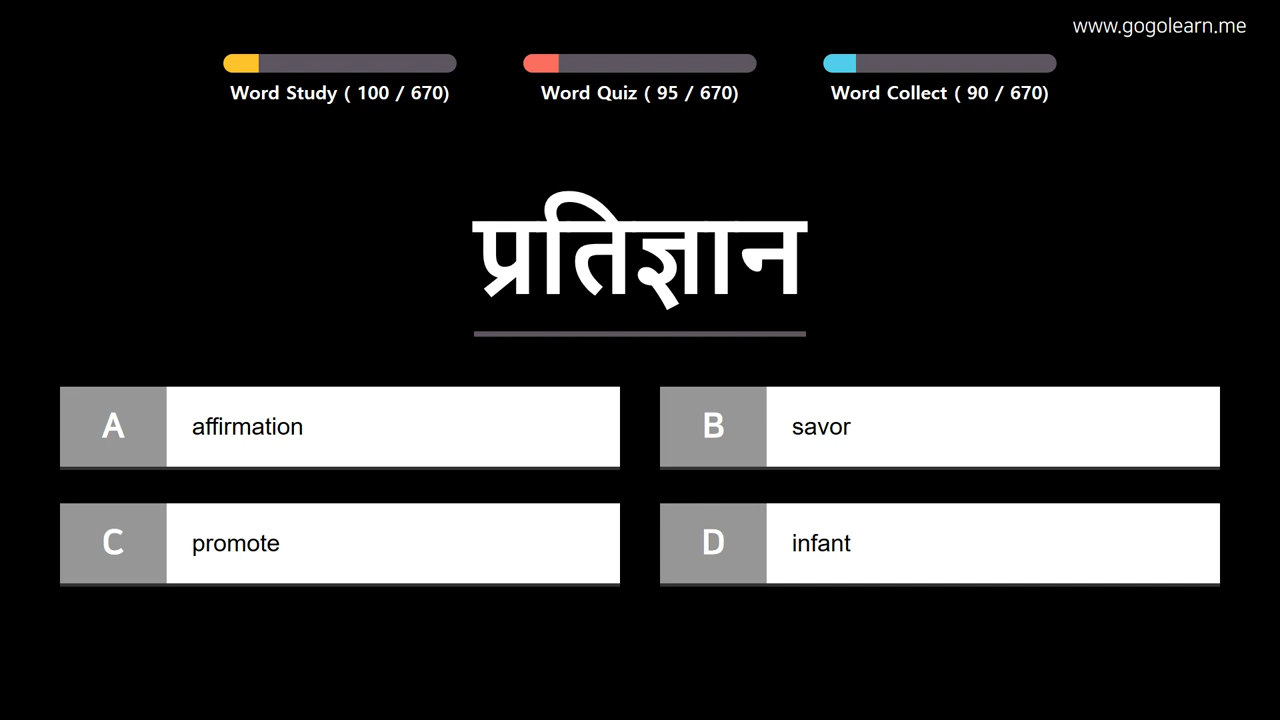 www.gogolearn.me
Word Study ( 100 / 670)
Word Quiz ( 95 / 670)
Word Collect ( 90 / 670)
प्रतिज्ञान
A affirmation
B savor
C promote
D infant